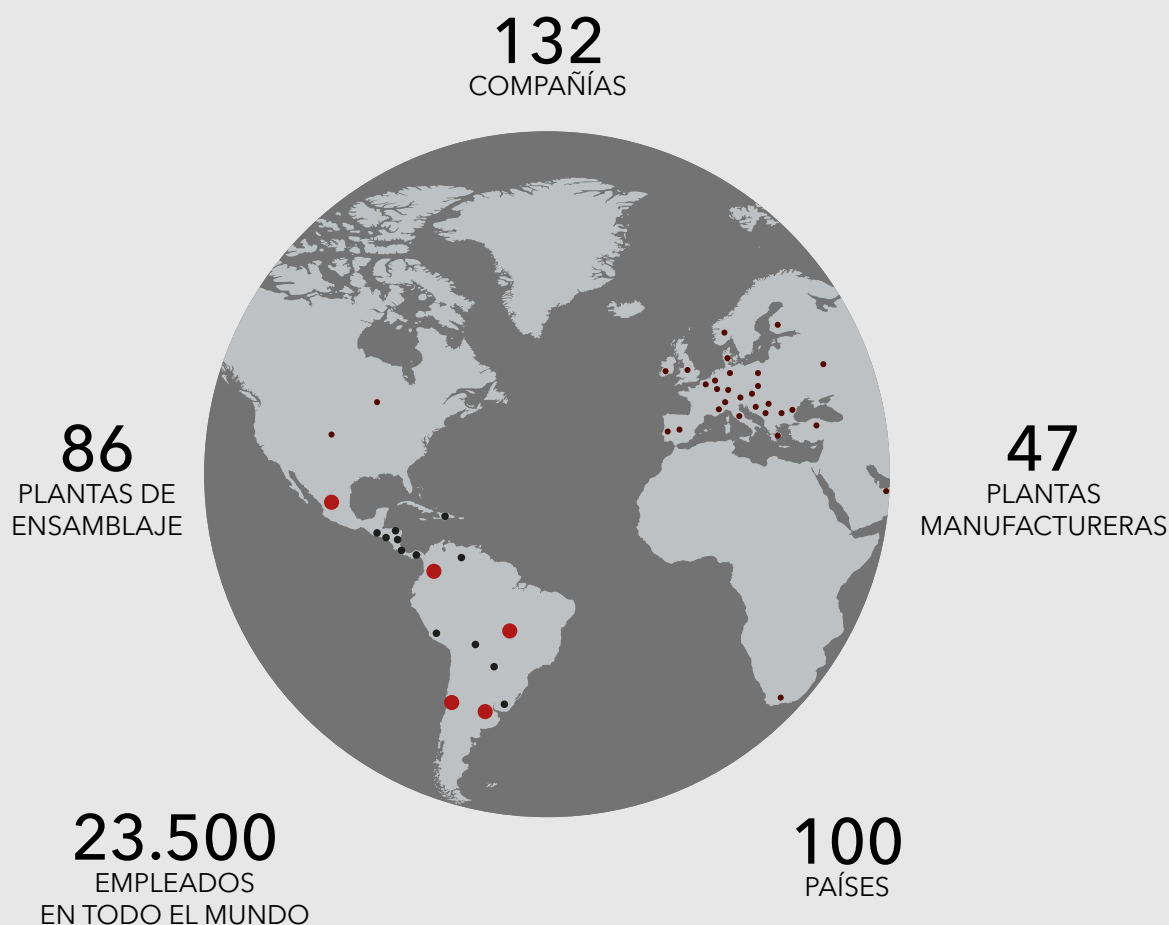 132
COMPAÑÍAS
86
PLANTAS DE
ENSAMBLAJE
47
PLANTAS
MANUFACTURERAS
23.500
EMPLEADOS
EN TODO EL MUNDO
100
PAÍSES